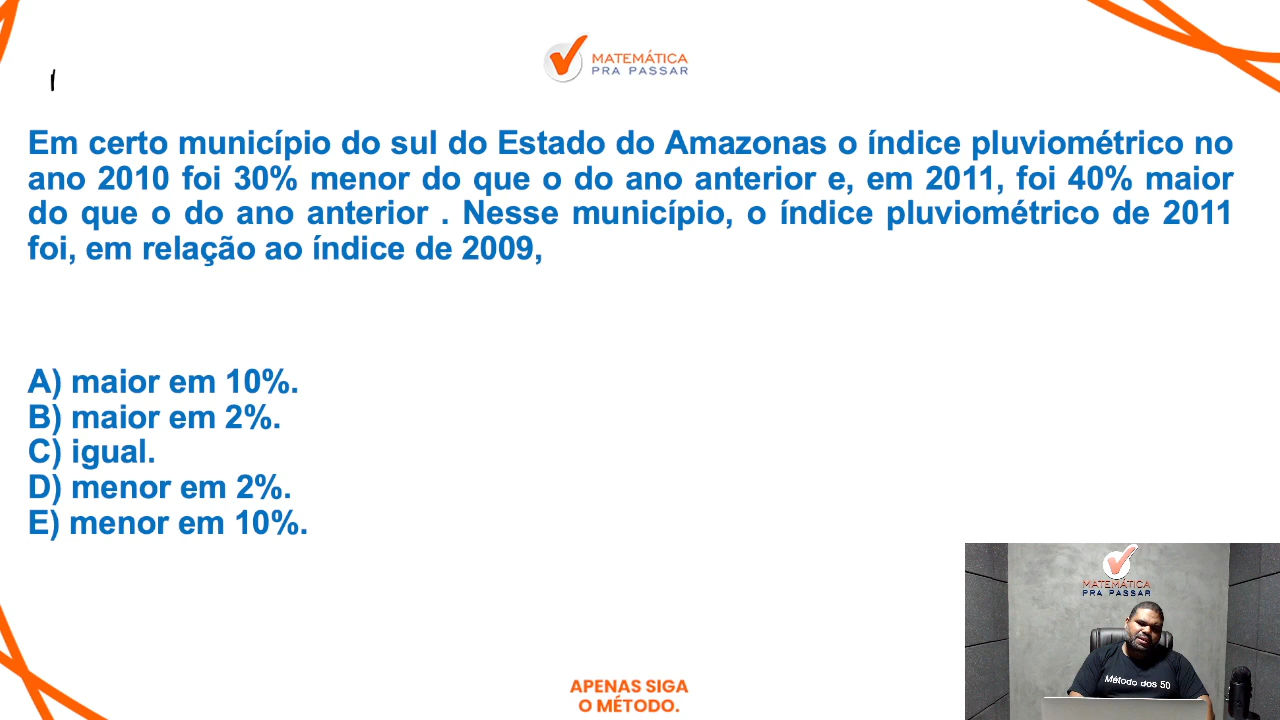 MATEMÁTICA
PRA PASSAR
Em certo município do sul do Estado do Amazonas o índice pluviométrico no
ano 2010 foi 30% menor do que o do ano anterior e, em 2011, foi 40% maior
do que o do ano anterior . Nesse município, o índice pluviométrico de 2011
foi, em relação ao índice de 2009,
A) maior em 10%.
B) maior em 2%.
C) igual.
D) menor em 2%.
E) menor em 10%.
MATEMÁTICA
PRA PASSAR
Método dos 50
APENAS SIGA
O MÉTODO.